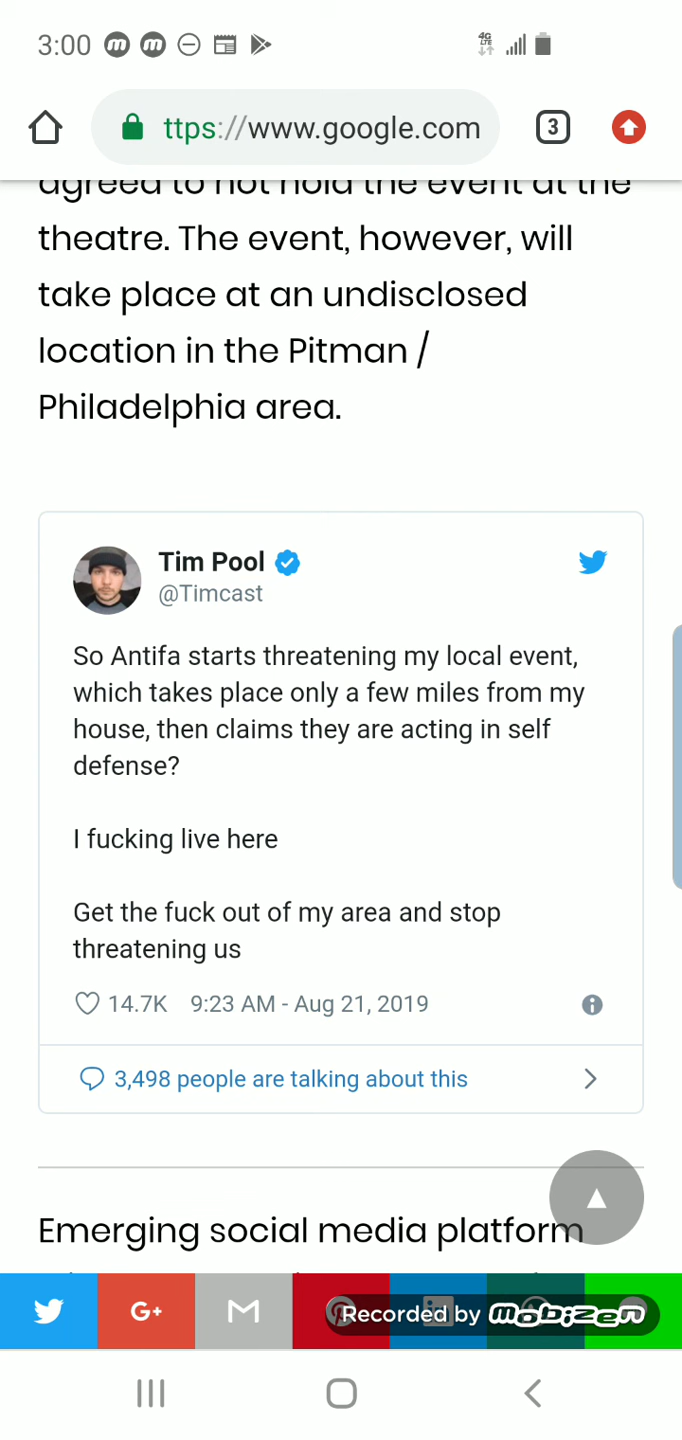 3:00
4G
LTE
ttps://www.google.com
3
agreed to not hold the event at the
theatre. The event, however, will
take place at an undisclosed
location in the Pitman /
Philadelphia area.
Tim Pool
@Timcast
So Antifa starts threatening my local event,
which takes place only a few miles from my
house, then claims they are acting in self
defense?
I fucking live here
Get the fuck out of my area and stop
threatening us
14.7K 9:23 AM - Aug 21, 2019
3,498 people are talking about this
Emerging social media platform
G+
Recorded by mobizen